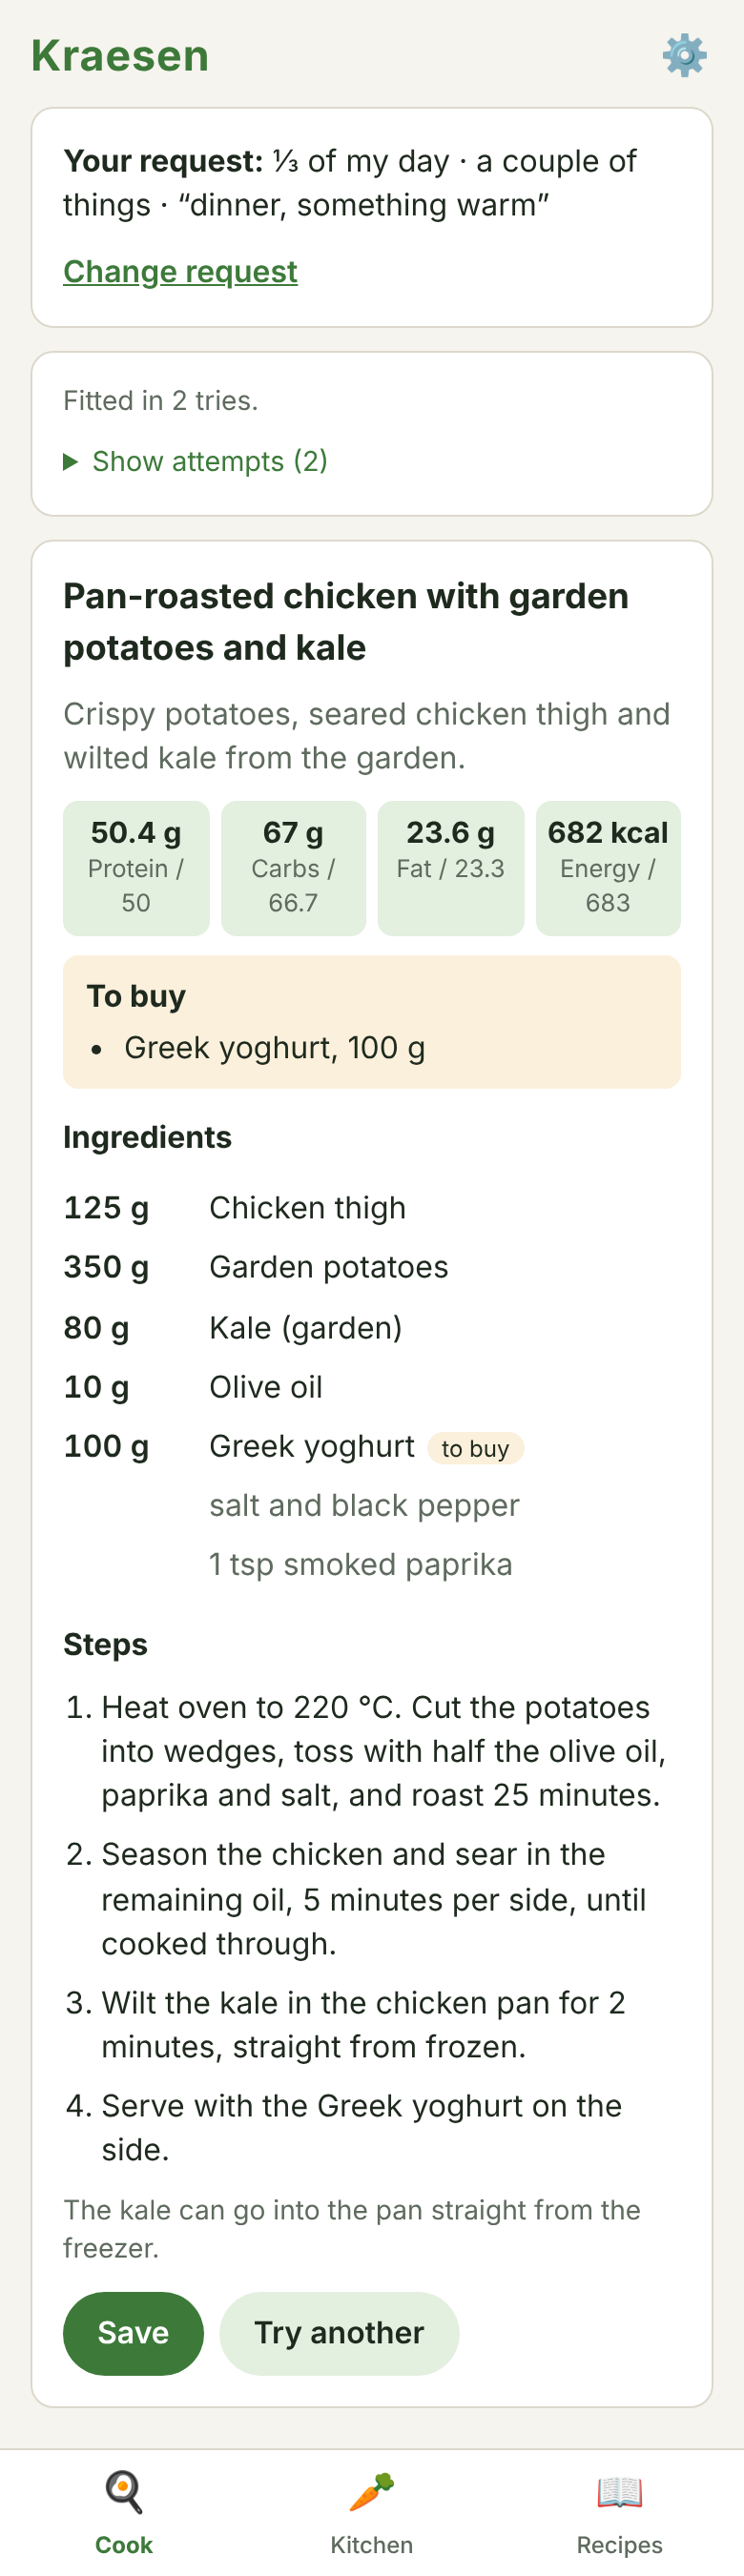 Kraesen
Your request: ⅓ of my day · a couple of
things · “dinner, something warm”
Change request
Fitted in 2 tries.
Show attempts (2)
Pan-roasted chicken with garden
potatoes and kale
Crispy potatoes, seared chicken thigh and
wilted kale from the garden.
50.4 g
Protein /
50
67 g
Carbs /
66.7
23.6 g
Fat / 23.3
682 kcal
Energy /
683
To buy
• Greek yoghurt, 100 g
Ingredients
125 g Chicken thigh
350 g Garden potatoes
80 g Kale (garden)
10 g Olive oil
100 g Greek yoghurt to buy
salt and black pepper
1 tsp smoked paprika
Steps
1. Heat oven to 220 °C. Cut the potatoes
into wedges, toss with half the olive oil,
paprika and salt, and roast 25 minutes.
2. Season the chicken and sear in the
remaining oil, 5 minutes per side, until
cooked through.
3. Wilt the kale in the chicken pan for 2
minutes, straight from frozen.
4. Serve with the Greek yoghurt on the
side.
The kale can go into the pan straight from the
freezer.
Save
Try another
Cook
Kitchen
Recipes